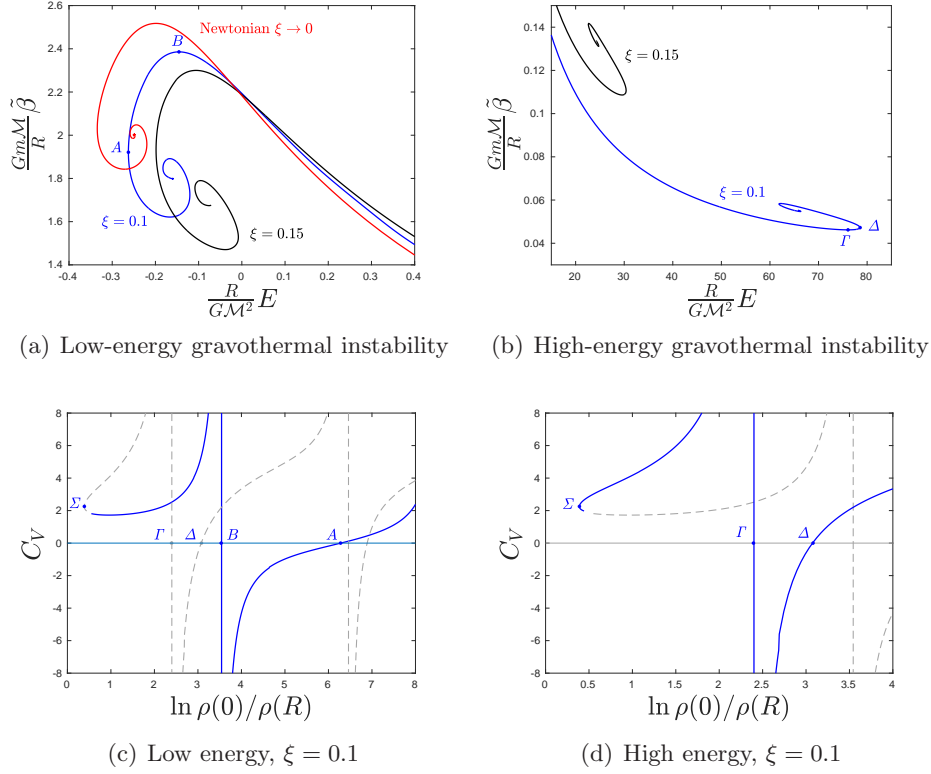 2.6
2.4
2.2
2
1.8
1.6
1.4
-0.4 -0.3 -0.2 -0.1 0 0.1 0.2 0.3 0.4
GmM/R β̃
R/GM² E
Newtonian ξ → 0
B
A
ξ = 0.1
ξ = 0.15
(a) Low-energy gravothermal instability
0.14
0.12
0.1
0.08
0.06
0.04
20 30 40 50 60 70 80
GmM/R β̃
R/GM² E
ξ = 0.15
ξ = 0.1
Γ
Δ
(b) High-energy gravothermal instability
8
6
4
2
0
-2
-4
-6
-8
0 1 2 3 4 5 6 7 8
C_V
Σ
Γ Δ B A
ln ρ(0)/ρ(R)
(c) Low energy, ξ = 0.1
8
6
4
2
0
-2
-4
-6
-8
0 0.5 1 1.5 2 2.5 3 3.5 4
C_V
Σ
Γ Δ
ln ρ(0)/ρ(R)
(d) High energy, ξ = 0.1